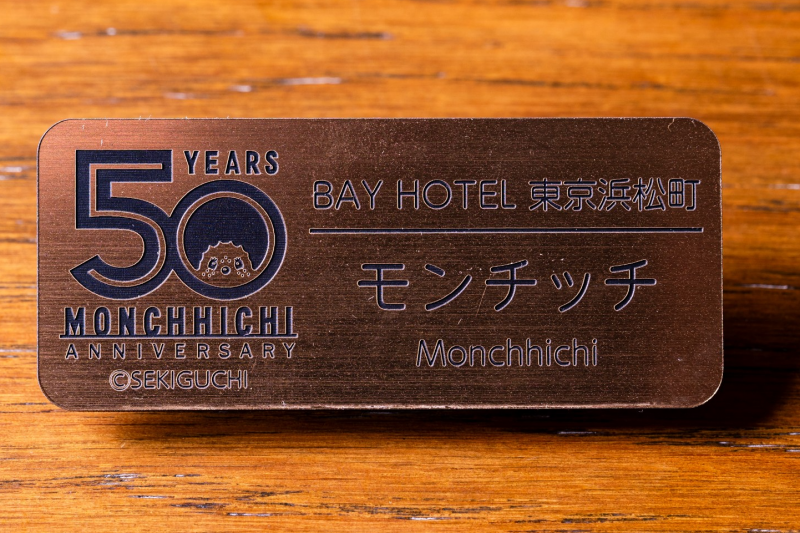 50 YEARS
MONCHHICHI
ANNIVERSARY
©SEKIGUCHI
BAY HOTEL 東京浜松町
モンチッチ
Monchhichi